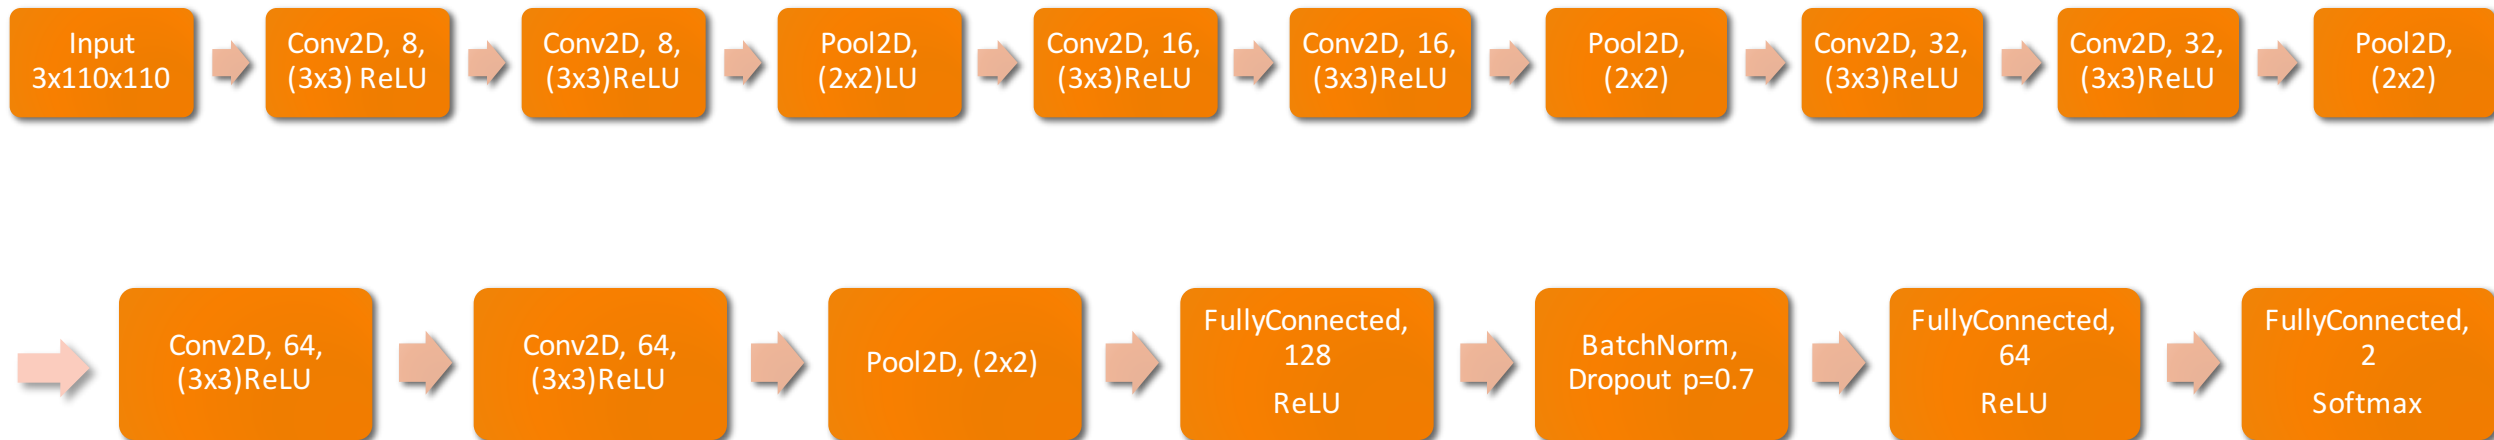 Input
3x110x110
Conv2D, 8,
(3x3) ReLU
Conv2D, 8,
(3x3)ReLU
Pool2D,
(2x2)LU
Conv2D, 16,
(3x3)ReLU
Conv2D, 16,
(3x3)ReLU
Pool2D,
(2x2)
Conv2D, 32,
(3x3)ReLU
Conv2D, 32,
(3x3)ReLU
Pool2D,
(2x2)
Conv2D, 64,
(3x3)ReLU
Conv2D, 64,
(3x3)ReLU
Pool2D, (2x2)
FullyConnected,
128
ReLU
BatchNorm,
Dropout p=0.7
FullyConnected,
64
ReLU
FullyConnected,
2
Softmax